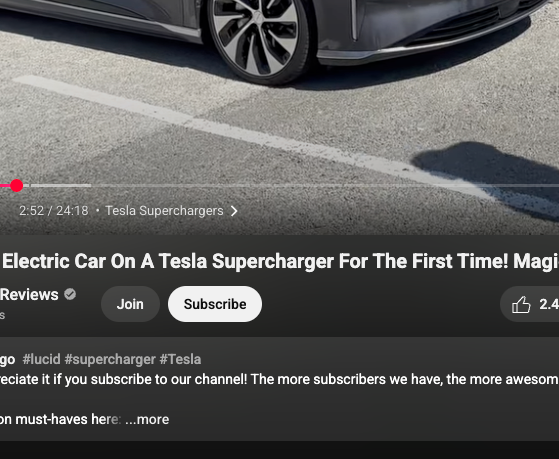 2:52 / 24:18 • Tesla Superchargers >
Electric Car On A Tesla Supercharger For The First Time! Magi
Reviews
Join
Subscribe
2.4
s
go #lucid #supercharger #Tesla
eciate it if you subscribe to our channel! The more subscribers we have, the more awesom
on must-haves here: ...more